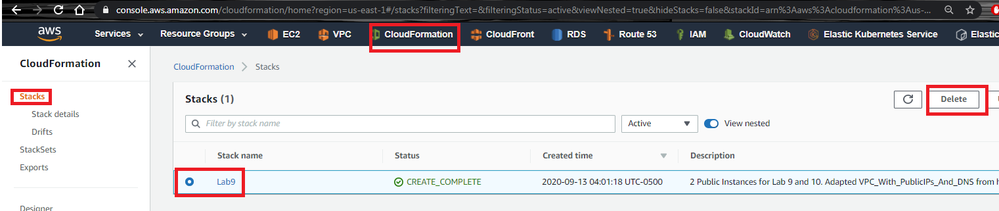 console.aws.amazon.com/cloudformation/home?region=us-east-1#/stacks?filteringText=&filteringStatus=active&viewNested=true&hideStacks=false&stackId=arn%3Aaws%3Acloudformation%3Aus-...
aws Services Resource Groups EC2 VPC CloudFormation CloudFront RDS Route 53 IAM CloudWatch Elastic Kubernetes Service Elastic
CloudFormation
CloudFormation Stacks
Stacks
Stack details
Drifts
StackSets
Exports
Designer
Stacks (1)
Delete
Filter by stack name
Active
View nested
Stack name Status Created time Description
Lab9 CREATE_COMPLETE 2020-09-13 04:01:18 UTC-0500 2 Public Instances for Lab 9 and 10. Adapted VPC_With_PublicIPs_And_DNS from